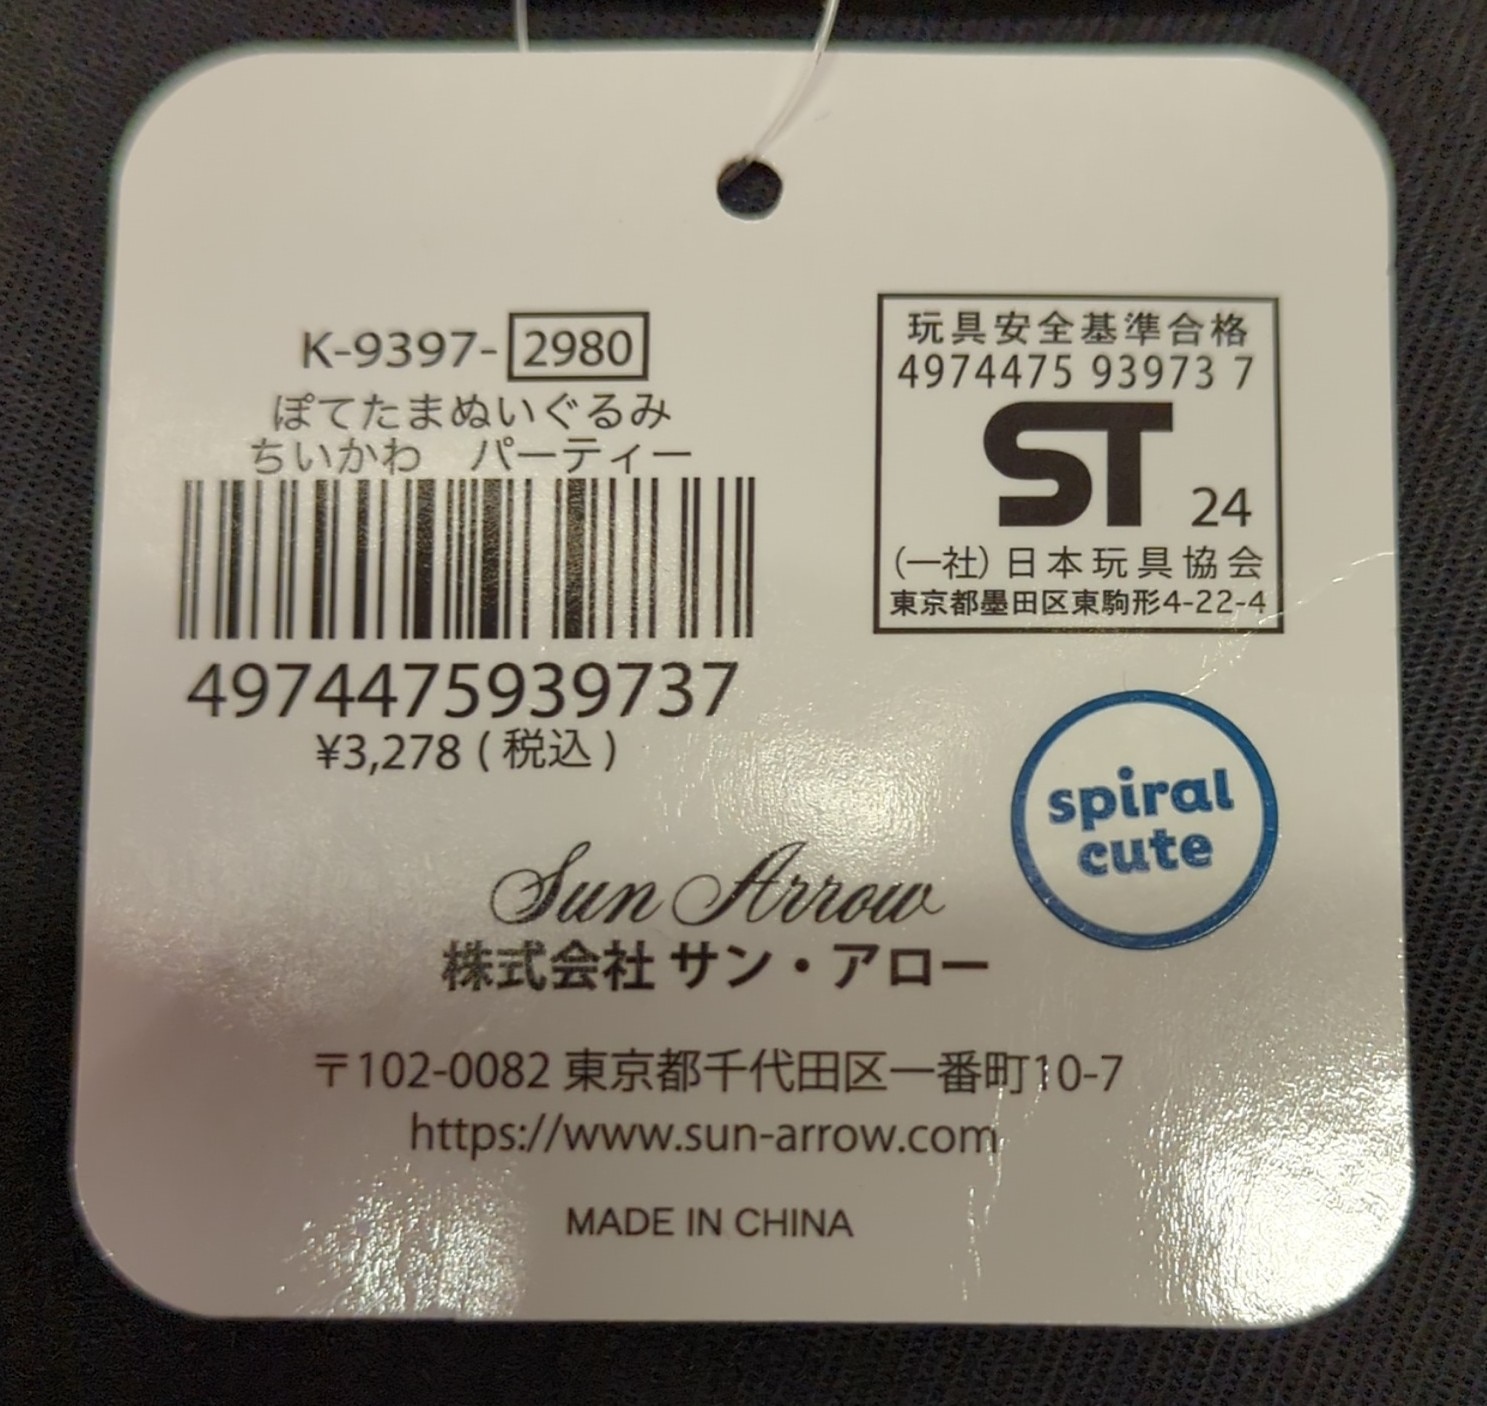 K-9397-2980
ぽてたまぬいぐるみ
ちいかわ　パーティー
4974475939737
¥3,278 ( 税込 )
玩具安全基準合格
4974475 93973 7
ST 24
(一社) 日本玩具協会
東京都墨田区東駒形4-22-4
spiral
cute
Sun Arrow
株式会社 サン・アロー
〒102-0082 東京都千代田区一番町10-7
https://www.sun-arrow.com
MADE IN CHINA